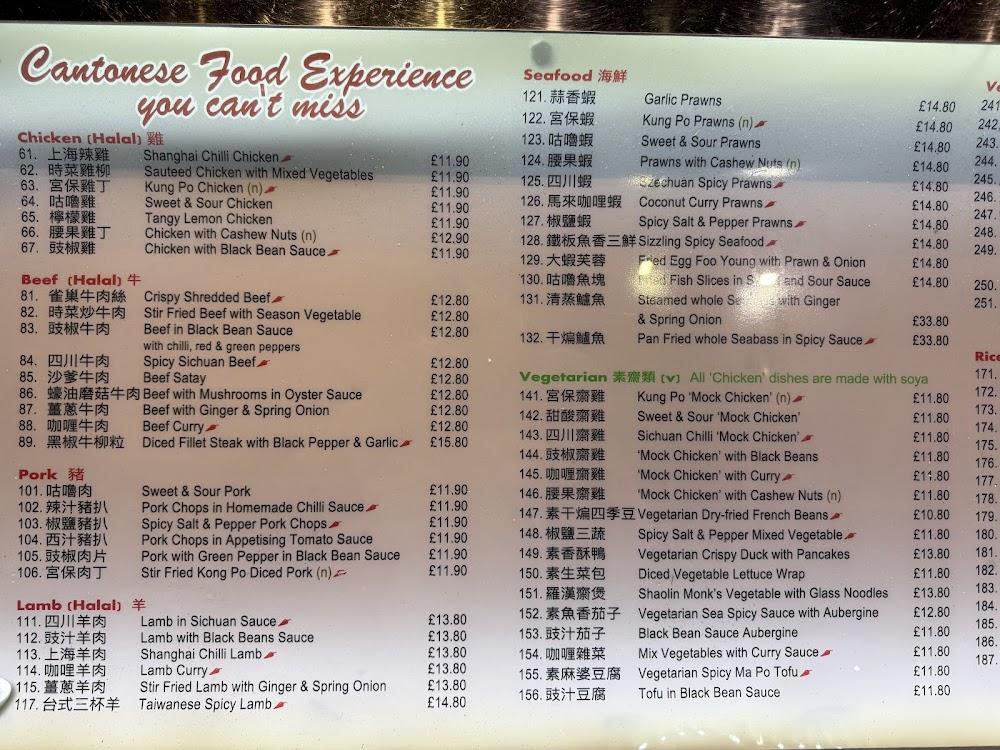 Cantonese Food Experience
you can't miss
Chicken (Halal) 雞
61. 上海辣雞 Shanghai Chilli Chicken £11.90
62. 時菜雞柳 Sauteed Chicken with Mixed Vegetables £11.90
63. 宮保雞丁 Kung Po Chicken (n) £11.90
64. 咕嚕雞 Sweet & Sour Chicken £11.90
65. 檸檬雞 Tangy Lemon Chicken £11.90
66. 腰果雞丁 Chicken with Cashew Nuts (n) £12.90
67. 豉椒雞 Chicken with Black Bean Sauce £11.90
Beef (Halal) 牛
81. 雀巢牛肉絲 Crispy Shredded Beef £12.80
82. 時菜炒牛肉 Stir Fried Beef with Season Vegetable £12.80
83. 豉椒牛肉 Beef in Black Bean Sauce £12.80
with chilli, red & green peppers
84. 四川牛肉 Spicy Sichuan Beef £12.80
85. 沙爹牛肉 Beef Satay £12.80
86. 蠔油磨菇牛肉 Beef with Mushrooms in Oyster Sauce £12.80
87. 薑蔥牛肉 Beef with Ginger & Spring Onion £12.80
88. 咖喱牛肉 Beef Curry £12.80
89. 黑椒牛柳粒 Diced Fillet Steak with Black Pepper & Garlic £15.80
Pork 豬
101. 咕嚕肉 Sweet & Sour Pork £11.90
102. 辣汁豬扒 Pork Chops in Homemade Chilli Sauce £11.90
103. 椒鹽豬扒 Spicy Salt & Pepper Pork Chops £11.90
104. 西汁豬扒 Pork Chops in Appetising Tomato Sauce £11.90
105. 豉椒肉片 Pork with Green Pepper in Black Bean Sauce £11.90
106. 宮保肉丁 Stir Fried Kong Po Diced Pork (n) £11.90
Lamb (Halal) 羊
111. 四川羊肉 Lamb in Sichuan Sauce £13.80
112. 豉汁羊肉 Lamb with Black Beans Sauce £13.80
113. 上海羊肉 Shanghai Chilli Lamb £13.80
114. 咖哩羊肉 Lamb Curry £13.80
115. 薑蔥羊肉 Stir Fried Lamb with Ginger & Spring Onion £13.80
117. 台式三杯羊 Taiwanese Spicy Lamb £14.80
Seafood 海鮮
121. 蒜香蝦 Garlic Prawns £14.80
122. 宮保蝦 Kung Po Prawns (n) £14.80
123. 咕嚕蝦 Sweet & Sour Prawns £14.80
124. 腰果蝦 Prawns with Cashew Nuts (n) £14.80
125. 四川蝦 Szechuan Spicy Prawns £14.80
126. 馬來咖哩蝦 Coconut Curry Prawns £14.80
127. 椒鹽蝦 Spicy Salt & Pepper Prawns £14.80
128. 鐵板魚香三鮮 Sizzling Spicy Seafood £14.80
129. 大蝦芙蓉 Fried Egg Foo Young with Prawn & Onion £14.80
130. 咕嚕魚塊 Fried Fish Slices in and Sour Sauce £14.80
131. 清蒸鱸魚 Steamed whole with Ginger
& Spring Onion £33.80
132. 干煸鱸魚 Pan Fried whole Seabass in Spicy Sauce £33.80
Vegetarian 素齋類 (v) All 'Chicken' dishes are made with soya
141. 宮保齋雞 Kung Po 'Mock Chicken' (n) £11.80
142. 甜酸齋雞 Sweet & Sour 'Mock Chicken' £11.80
143. 四川齋雞 Sichuan Chilli 'Mock Chicken' £11.80
144. 豉椒齋雞 'Mock Chicken' with Black Beans £11.80
145. 咖喱齋雞 'Mock Chicken' with Curry £11.80
146. 腰果齋雞 'Mock Chicken' with Cashew Nuts (n) £11.80
147. 素干煸四季豆 Vegetarian Dry-fried French Beans £10.80
148. 椒鹽三蔬 Spicy Salt & Pepper Mixed Vegetable £11.80
149. 素香酥鴨 Vegetarian Crispy Duck with Pancakes £13.80
150. 素生菜包 Diced Vegetable Lettuce Wrap £11.80
151. 羅漢齋煲 Shaolin Monk's Vegetable with Glass Noodles £13.80
152. 素魚香茄子 Vegetarian Sea Spicy Sauce with Aubergine £12.80
153. 豉汁茄子 Black Bean Sauce Aubergine £11.80
154. 咖喱雜菜 Mix Vegetables with Curry Sauce £11.80
155. 素麻婆豆腐 Vegetarian Spicy Ma Po Tofu £11.80
156. 豉汁豆腐 Tofu in Black Bean Sauce £11.80
241.
242.
243.
244.
245.
246.
247.
248.
249.
250.
251.
Rice
171.
172.
173.
174.
175.
176.
177.
178.
179.
180.
181.
182.
183.
184.
185.
186.
187.